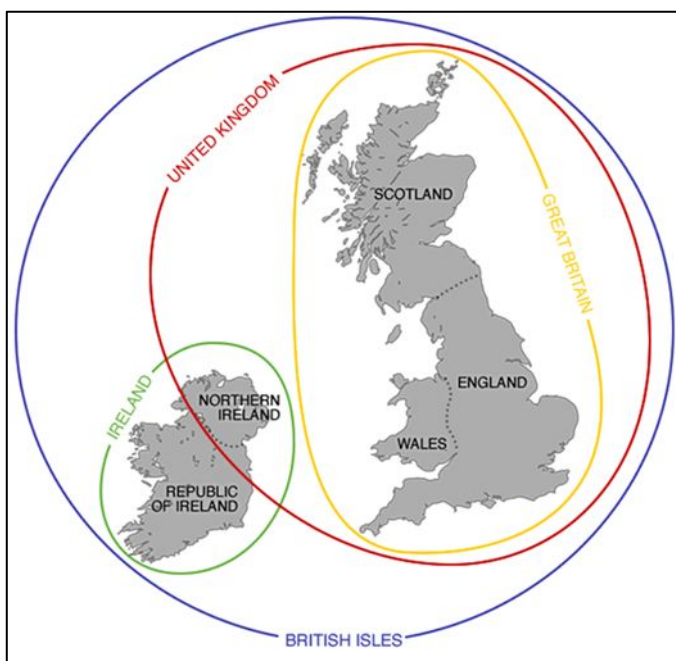 UNITED KINGDOM
SCOTLAND
GREAT BRITAIN
IRELAND
NORTHERN
IRELAND
ENGLAND
WALES
REPUBLIC
OF IRELAND
BRITISH ISLES